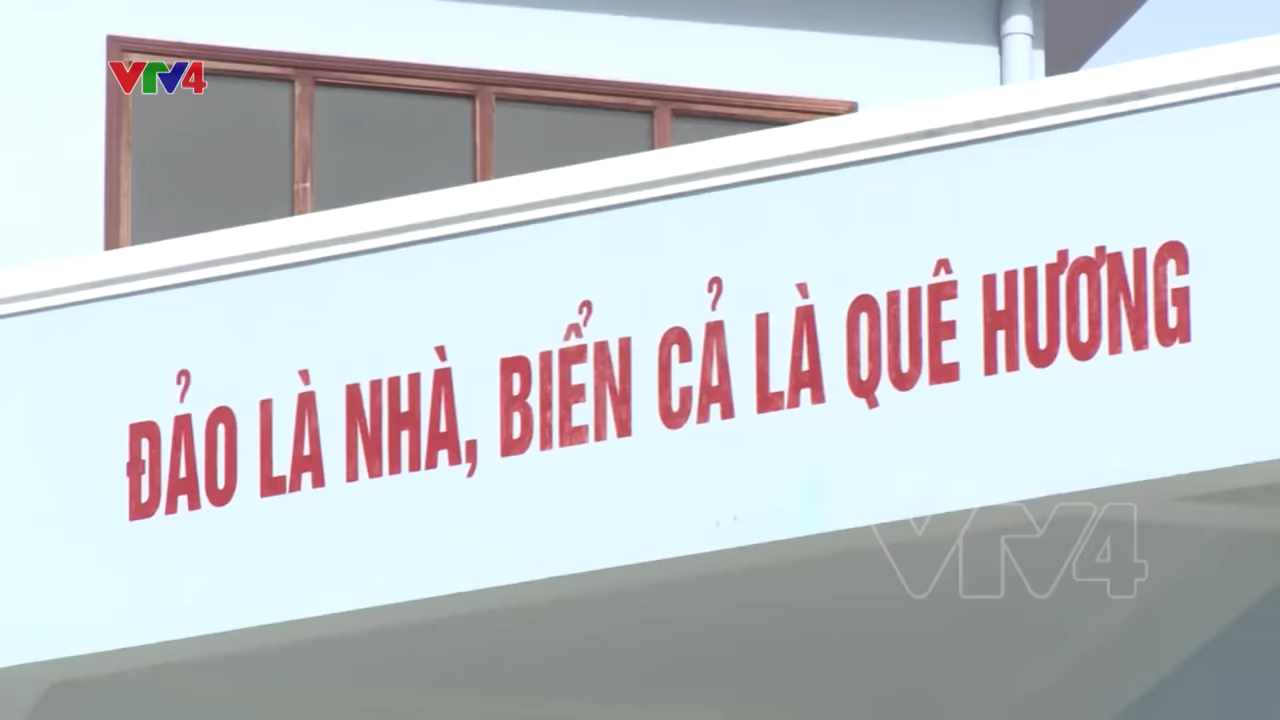 VTV4
ĐẢO LÀ NHÀ, BIỂN CẢ LÀ QUÊ HƯƠNG
VTV4